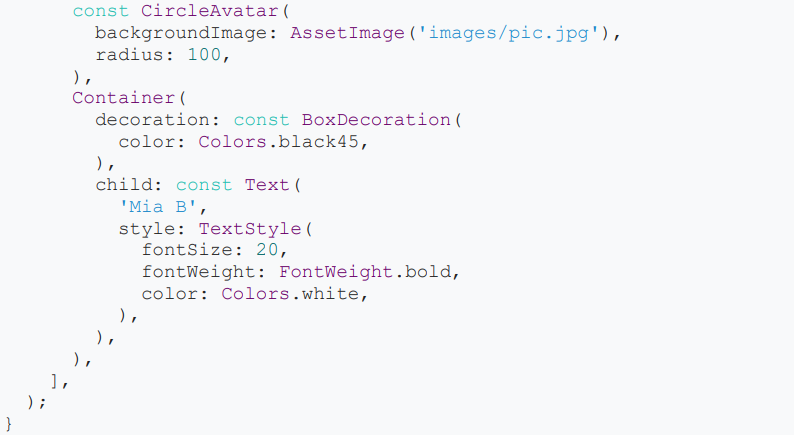 const CircleAvatar(
backgroundImage: AssetImage('images/pic.jpg'),
radius: 100,
),
Container(
decoration: const BoxDecoration(
color: Colors.black45,
),
child: const Text(
'Mia B',
style: TextStyle(
fontSize: 20,
fontWeight: FontWeight.bold,
color: Colors.white,
),
),
),
],
);
}